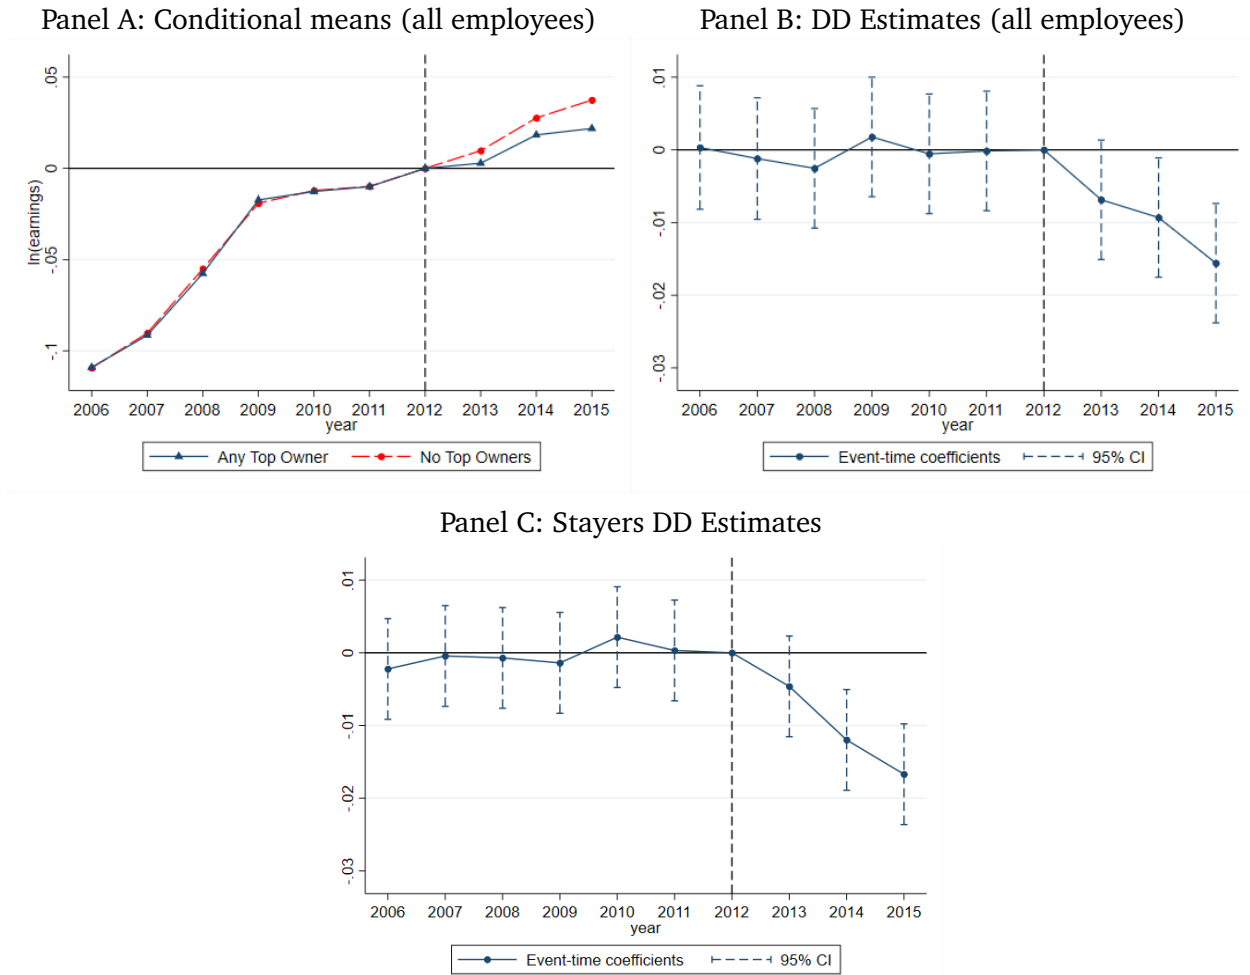 Panel A: Conditional means (all employees)
ln(earnings)
.05
0
-.05
-.1
2006 2007 2008 2009 2010 2011 2012 2013 2014 2015
year
Any Top Owner No Top Owners
Panel B: DD Estimates (all employees)
.01
0
-.01
-.02
-.03
2006 2007 2008 2009 2010 2011 2012 2013 2014 2015
year
Event-time coefficients 95% CI
Panel C: Stayers DD Estimates
.01
0
-.01
-.02
-.03
2006 2007 2008 2009 2010 2011 2012 2013 2014 2015
year
Event-time coefficients 95% CI